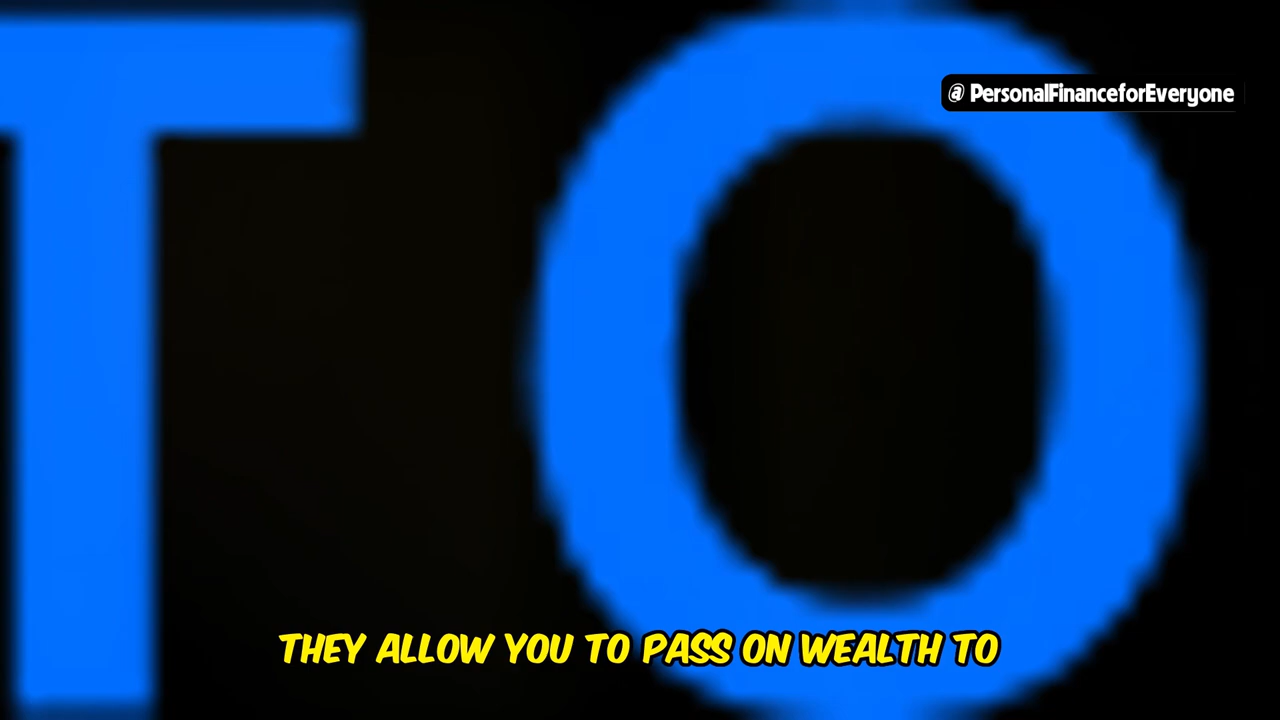 TO
@ PersonalFinanceforEveryone
THEY ALLOW YOU TO PASS ON WEALTH TO